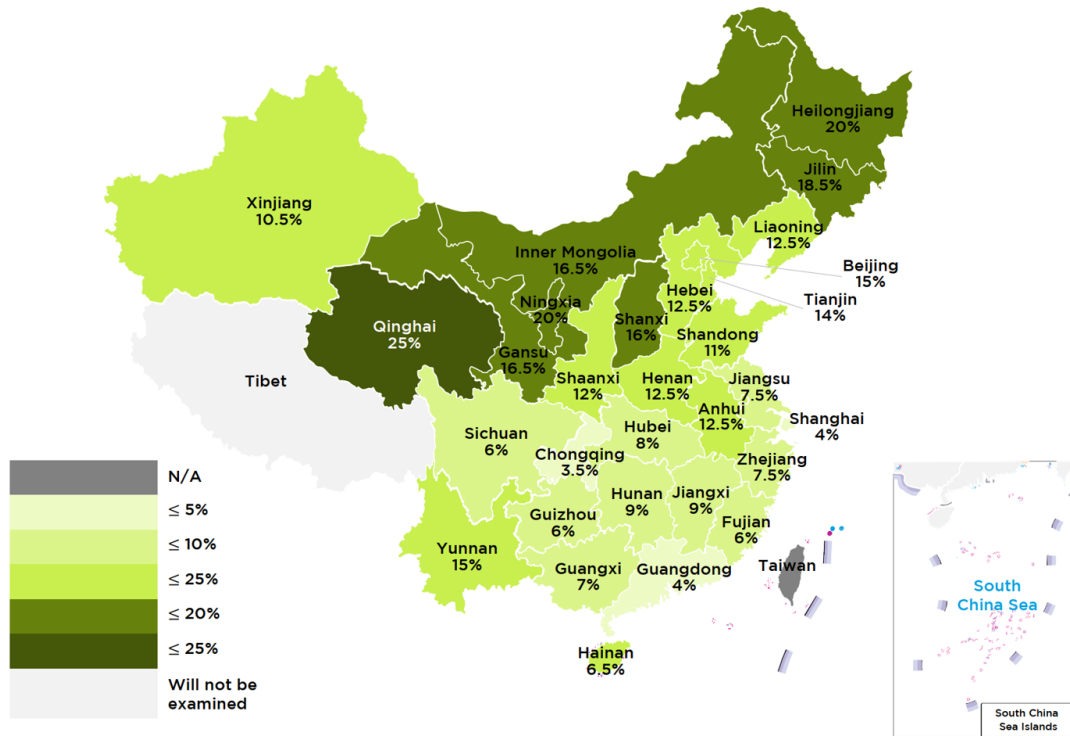 Heilongjiang
20%
Jilin
18.5%
Xinjiang
10.5%
Liaoning
12.5%
Inner Mongolia
16.5%
Beijing
15%
Hebei
12.5%
Tianjin
14%
Ningxia
20%
Shanxi
16%
Qinghai
25%
Shandong
11%
Gansu
16.5%
Tibet
Shaanxi
12%
Henan
12.5%
Jiangsu
7.5%
Anhui
12.5%
Shanghai
4%
Sichuan
6%
Hubei
8%
Chongqing
3.5%
Zhejiang
7.5%
Hunan
9%
Jiangxi
9%
Guizhou
6%
Fujian
6%
Yunnan
15%
Guangxi
7%
Guangdong
4%
Taiwan
Hainan
6.5%
N/A
≤ 5%
≤ 10%
≤ 25%
≤ 20%
≤ 25%
Will not be
examined
South
China Sea
South China
Sea Islands